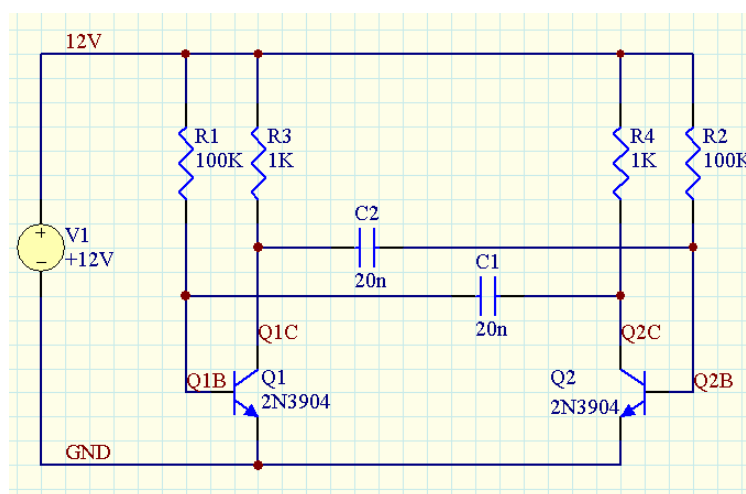 12V
R1
100K
R3
1K
R4
1K
R2
100K
C2
20n
V1
+12V
C1
20n
Q1C
Q2C
Q1B
Q1
2N3904
Q2
2N3904
Q2B
GND